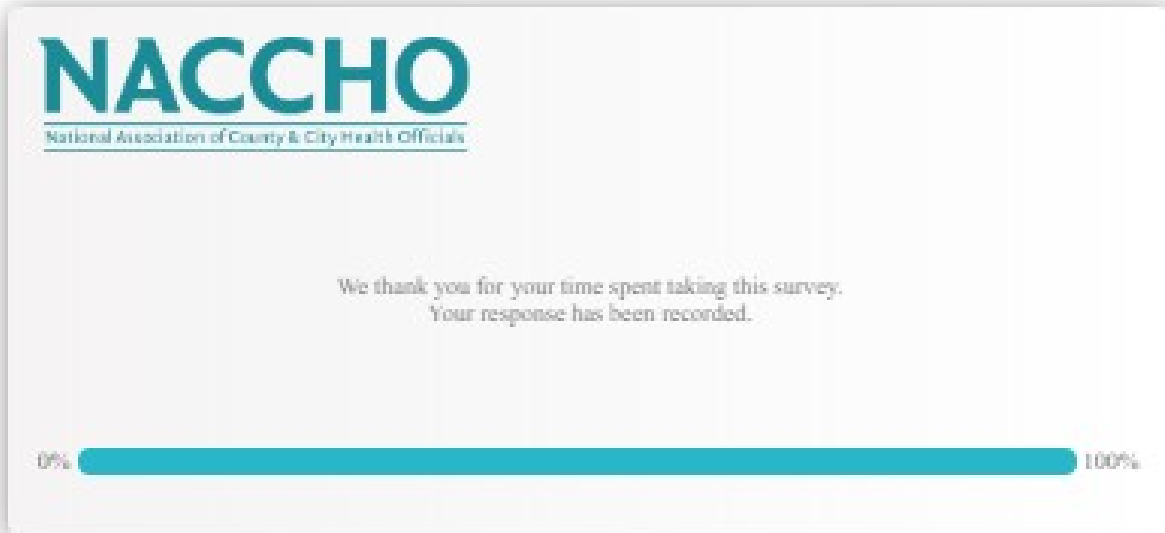 NACCHO
National Association of County & City Health Officials
We thank you for your time spent taking this survey.
Your response has been recorded.
0% 100%